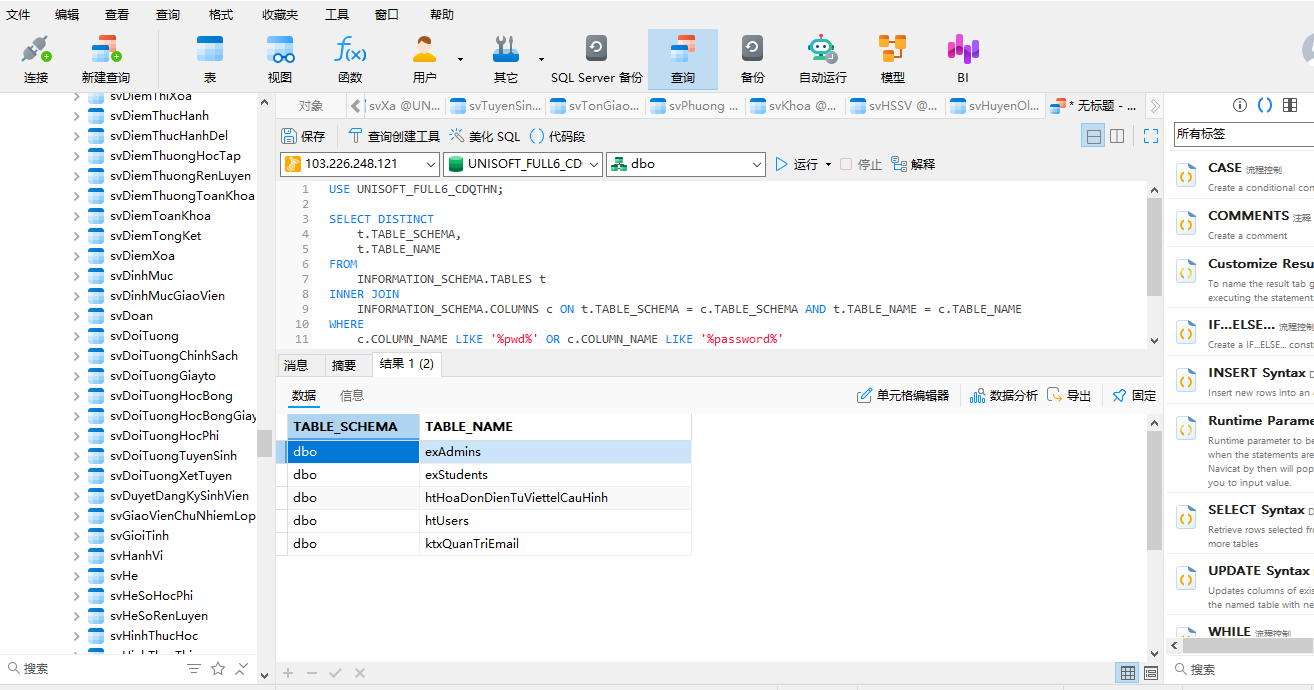 文件 编辑 查看 查询 格式 收藏夹 工具 窗口 帮助
连接 新建查询 表 视图 函数 用户 其它 SQL Server 备份 查询 备份 自动运行 模型 BI
svDiemThiXoa
svDiemThucHanh
svDiemThucHanhDel
svDiemThuongHocTap
svDiemThuongRenLuyen
svDiemThuongToanKhoa
svDiemToanKhoa
svDiemTongKet
svDiemXoa
svDinhMuc
svDinhMucGiaoVien
svDoan
svDoiTuong
svDoiTuongChinhSach
svDoiTuongGiayto
svDoiTuongHocBong
svDoiTuongHocBongGiay
svDoiTuongHocPhi
svDoiTuongTuyenSinh
svDoiTuongXetTuyen
svDuyetDangKySinhVien
svGiaoVienChuNhiemLop
svGioiTinh
svHanhVi
svHe
svHeSoHocPhi
svHeSoRenLuyen
svHinhThucHoc
搜索
对象 svXa @UN... svTuyenSin... svTonGiao... svPhuong ... svKhoa @... svHSSV @... svHuyenOl... * 无标题 - ...
保存 查询创建工具 美化 SQL () 代码段
103.226.248.121 UNISOFT_FULL6_CD dbo 运行 停止 解释
1 USE UNISOFT_FULL6_CDQTHN;
2
3 SELECT DISTINCT
4 t.TABLE_SCHEMA,
5 t.TABLE_NAME
6 FROM
7 INFORMATION_SCHEMA.TABLES t
8 INNER JOIN
9 INFORMATION_SCHEMA.COLUMNS c ON t.TABLE_SCHEMA = c.TABLE_SCHEMA AND t.TABLE_NAME = c.TABLE_NAME
10 WHERE
11 c.COLUMN_NAME LIKE '%pwd%' OR c.COLUMN_NAME LIKE '%password%'
消息 摘要 结果 1 (2)
数据 信息 单元格编辑器 数据分析 导出 固定
TABLE_SCHEMA TABLE_NAME
dbo exAdmins
dbo exStudents
dbo htHoaDonDienTuViettelCauHinh
dbo htUsers
dbo ktxQuanTriEmail
所有标签
CASE 流程控制
Create a conditional con
COMMENTS 注释
Create a comment
Customize Resu
To name the result tab g
executing the statement
IF...ELSE... 流程控制
Create a IF...ELSE... const
INSERT Syntax D
Insert new rows into an
Runtime Parame
Runtime parameter to be
when the statements are
Navicat by then will pop
you to input value.
SELECT Syntax D
Retrieve rows selected fro
more tables
UPDATE Syntax
Updates columns of exis
the named table with ne
WHILE 流程控制
搜索